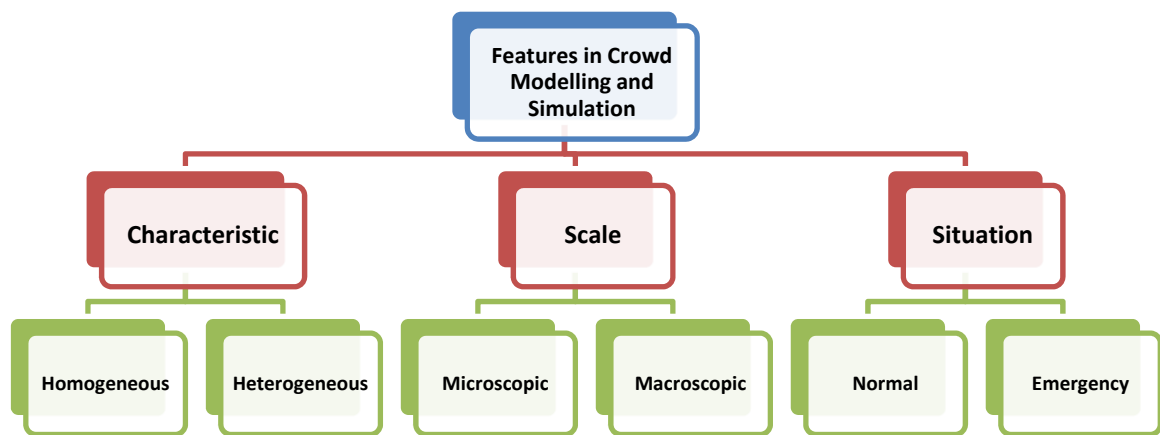 Features in Crowd
Modelling and
Simulation
Characteristic
Scale
Situation
Homogeneous
Heterogeneous
Microscopic
Macroscopic
Normal
Emergency